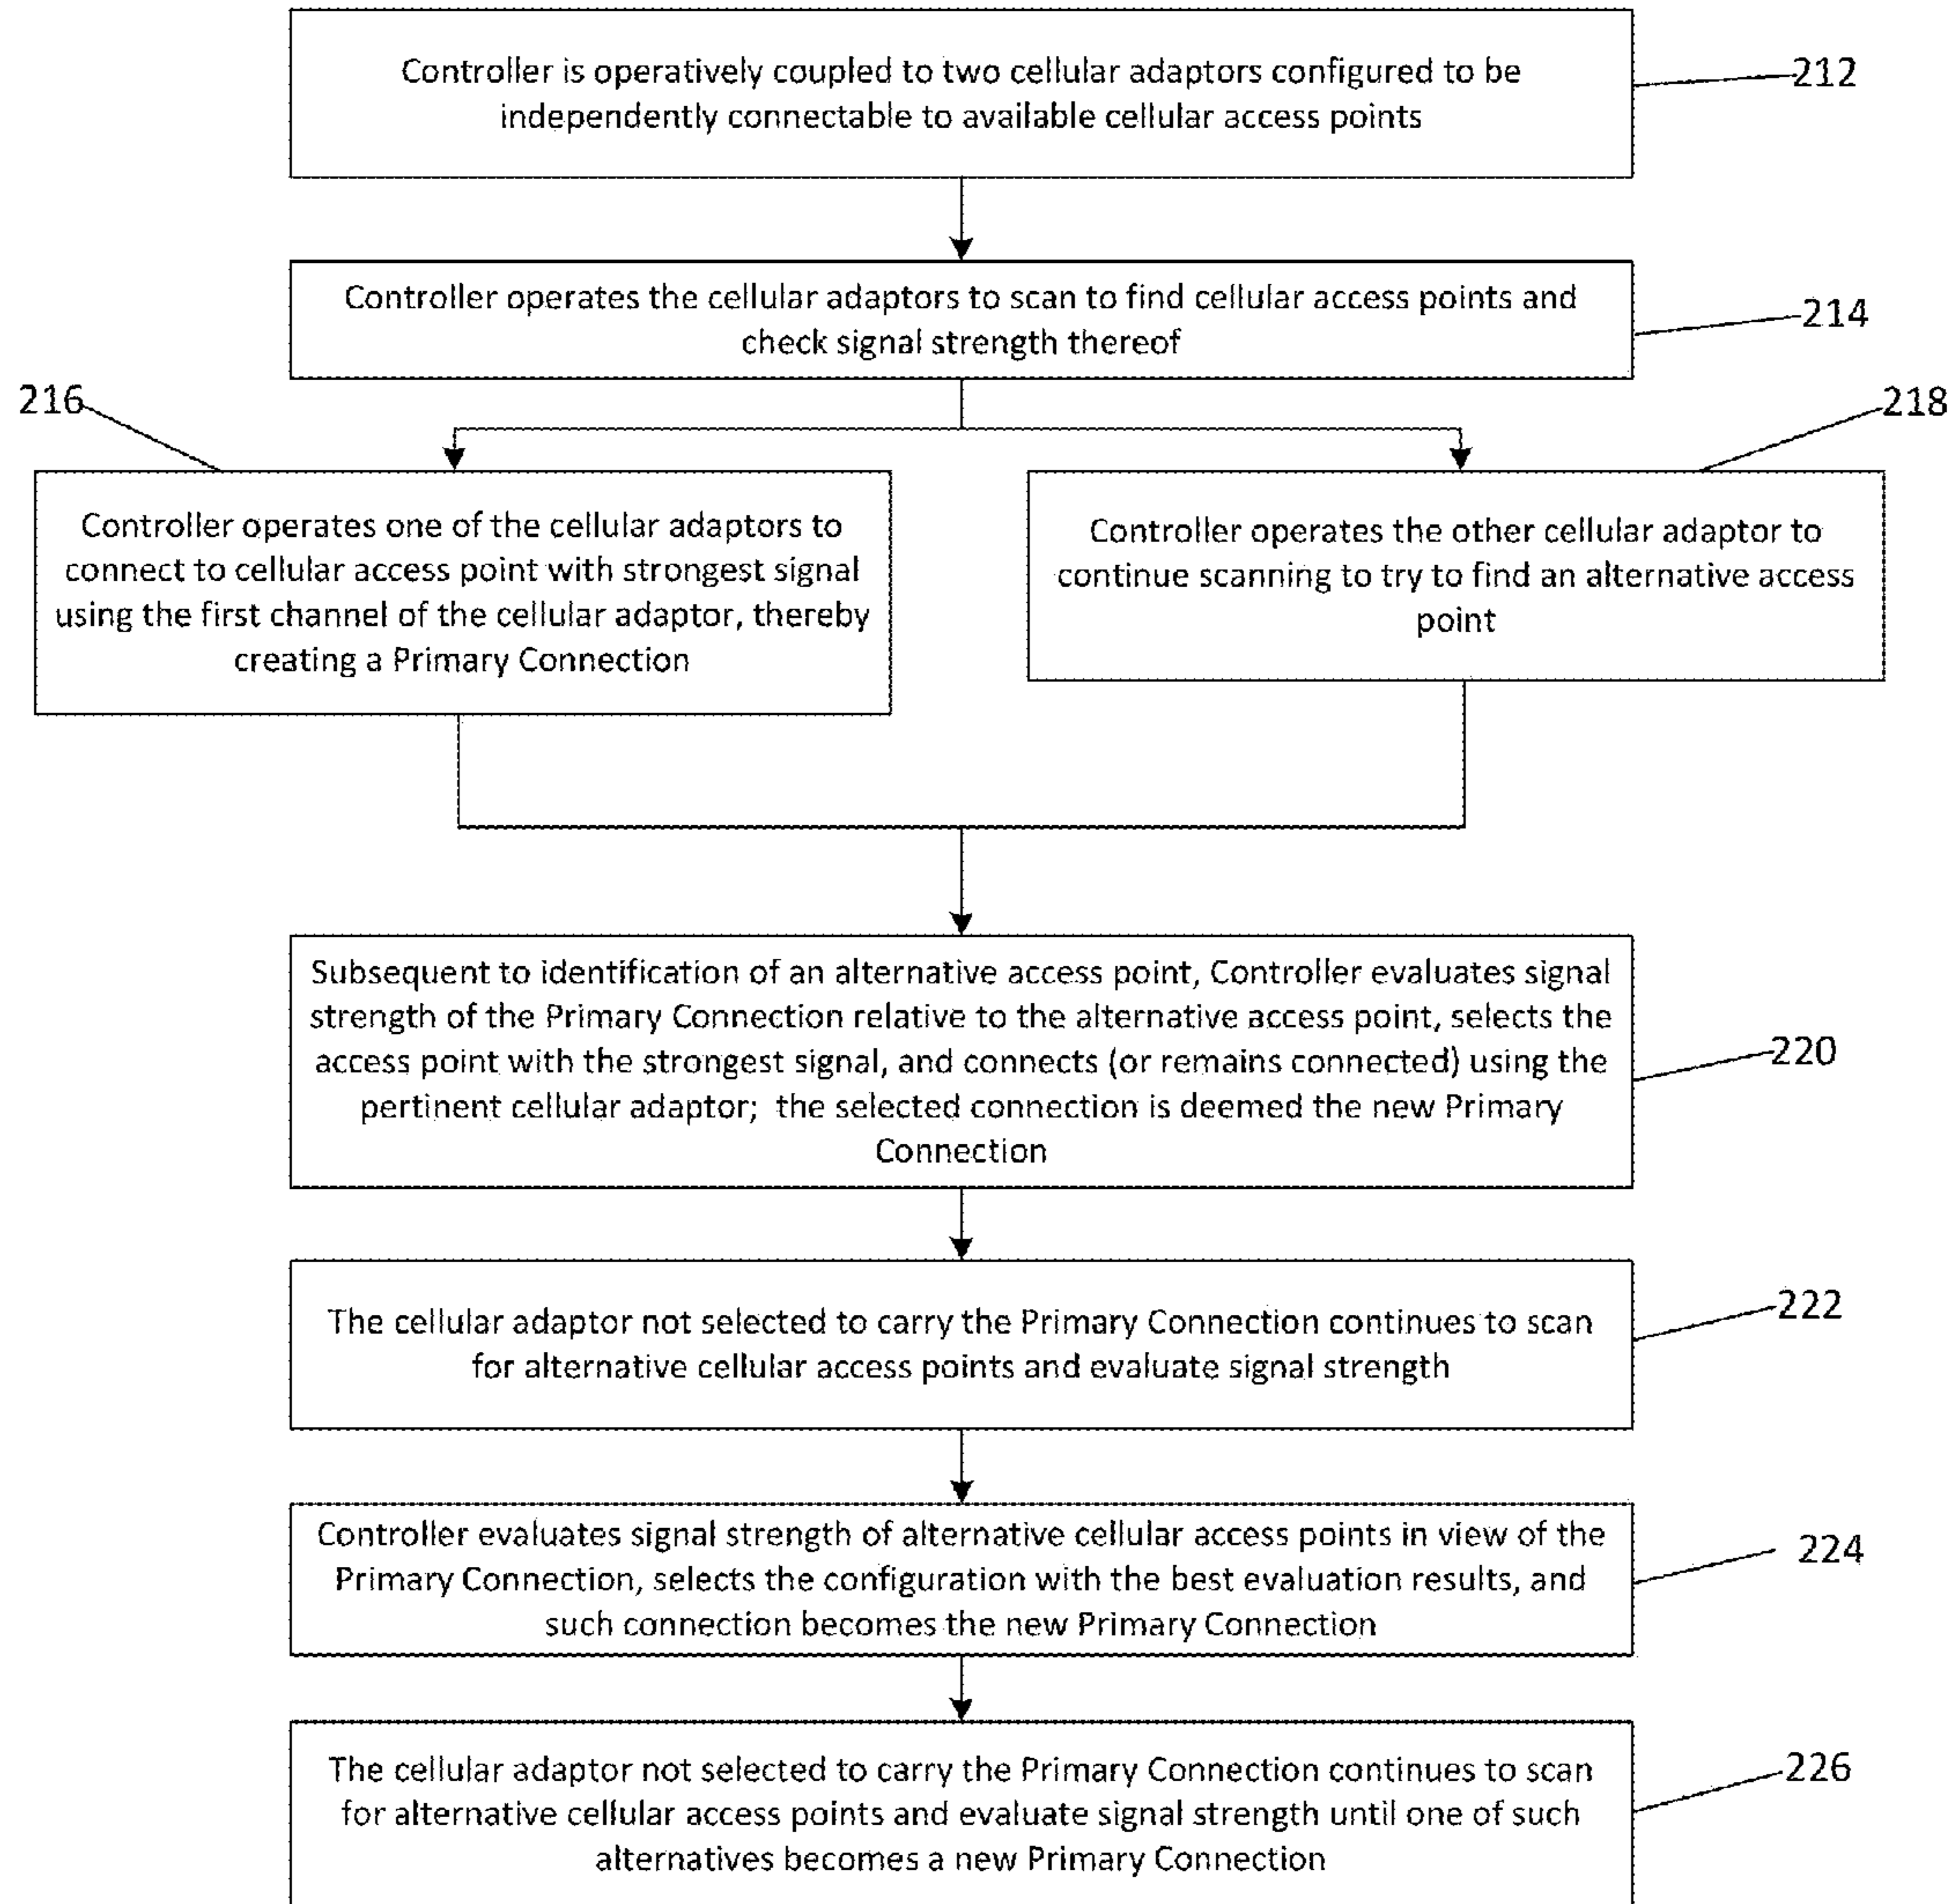 Controller is operatively coupled to two cellular adaptors configured to be
independently connectable to available cellular access points
212
Controller operates the cellular adaptors to scan to find cellular access points and
check signal strength thereof
214
216
218
Controller operates one of the cellular adaptors to
connect to cellular access point with strongest signal
using the first channel of the cellular adaptor, thereby
creating a Primary Connection
Controller operates the other cellular adaptor to
continue scanning to try to find an alternative access
point
Subsequent to identification of an alternative access point, Controller evaluates signal
strength of the Primary Connection relative to the alternative access point, selects the
access point with the strongest signal, and connects (or remains connected) using the
pertinent cellular adaptor; the selected connection is deemed the new Primary
Connection
220
The cellular adaptor not selected to carry the Primary Connection continues to scan
for alternative cellular access points and evaluate signal strength
222
Controller evaluates signal strength of alternative cellular access points in view of the
Primary Connection, selects the configuration with the best evaluation results, and
such connection becomes the new Primary Connection
224
The cellular adaptor not selected to carry the Primary Connection continues to scan
for alternative cellular access points and evaluate signal strength until one of such
alternatives becomes a new Primary Connection
226